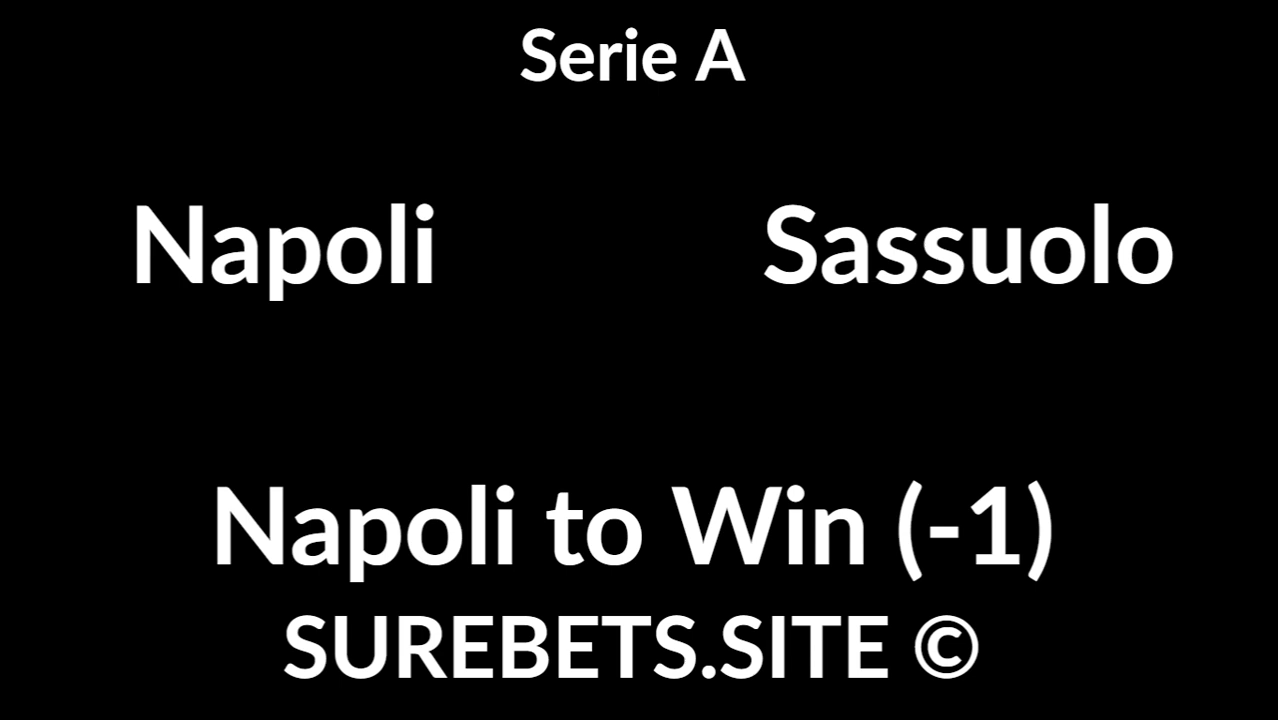 Serie A
Napoli Sassuolo
Napoli to Win (-1)
SUREBETS.SITE ©